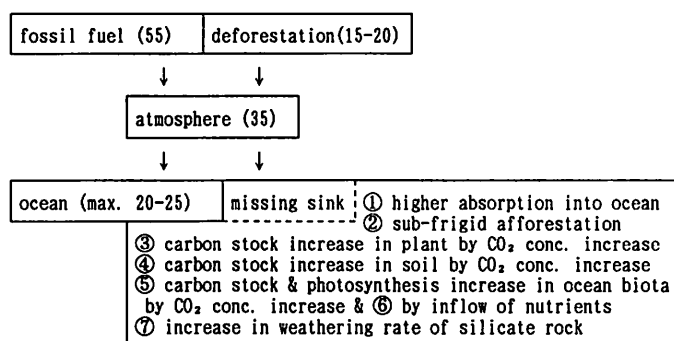 fossil fuel (55) deforestation(15-20)
↓ ↓
atmosphere (35)
↓ ↓
ocean (max. 20-25) missing sink ① higher absorption into ocean
② sub-frigid afforestation
③ carbon stock increase in plant by CO₂ conc. increase
④ carbon stock increase in soil by CO₂ conc. increase
⑤ carbon stock & photosynthesis increase in ocean biota
by CO₂ conc. increase & ⑥ by inflow of nutrients
⑦ increase in weathering rate of silicate rock